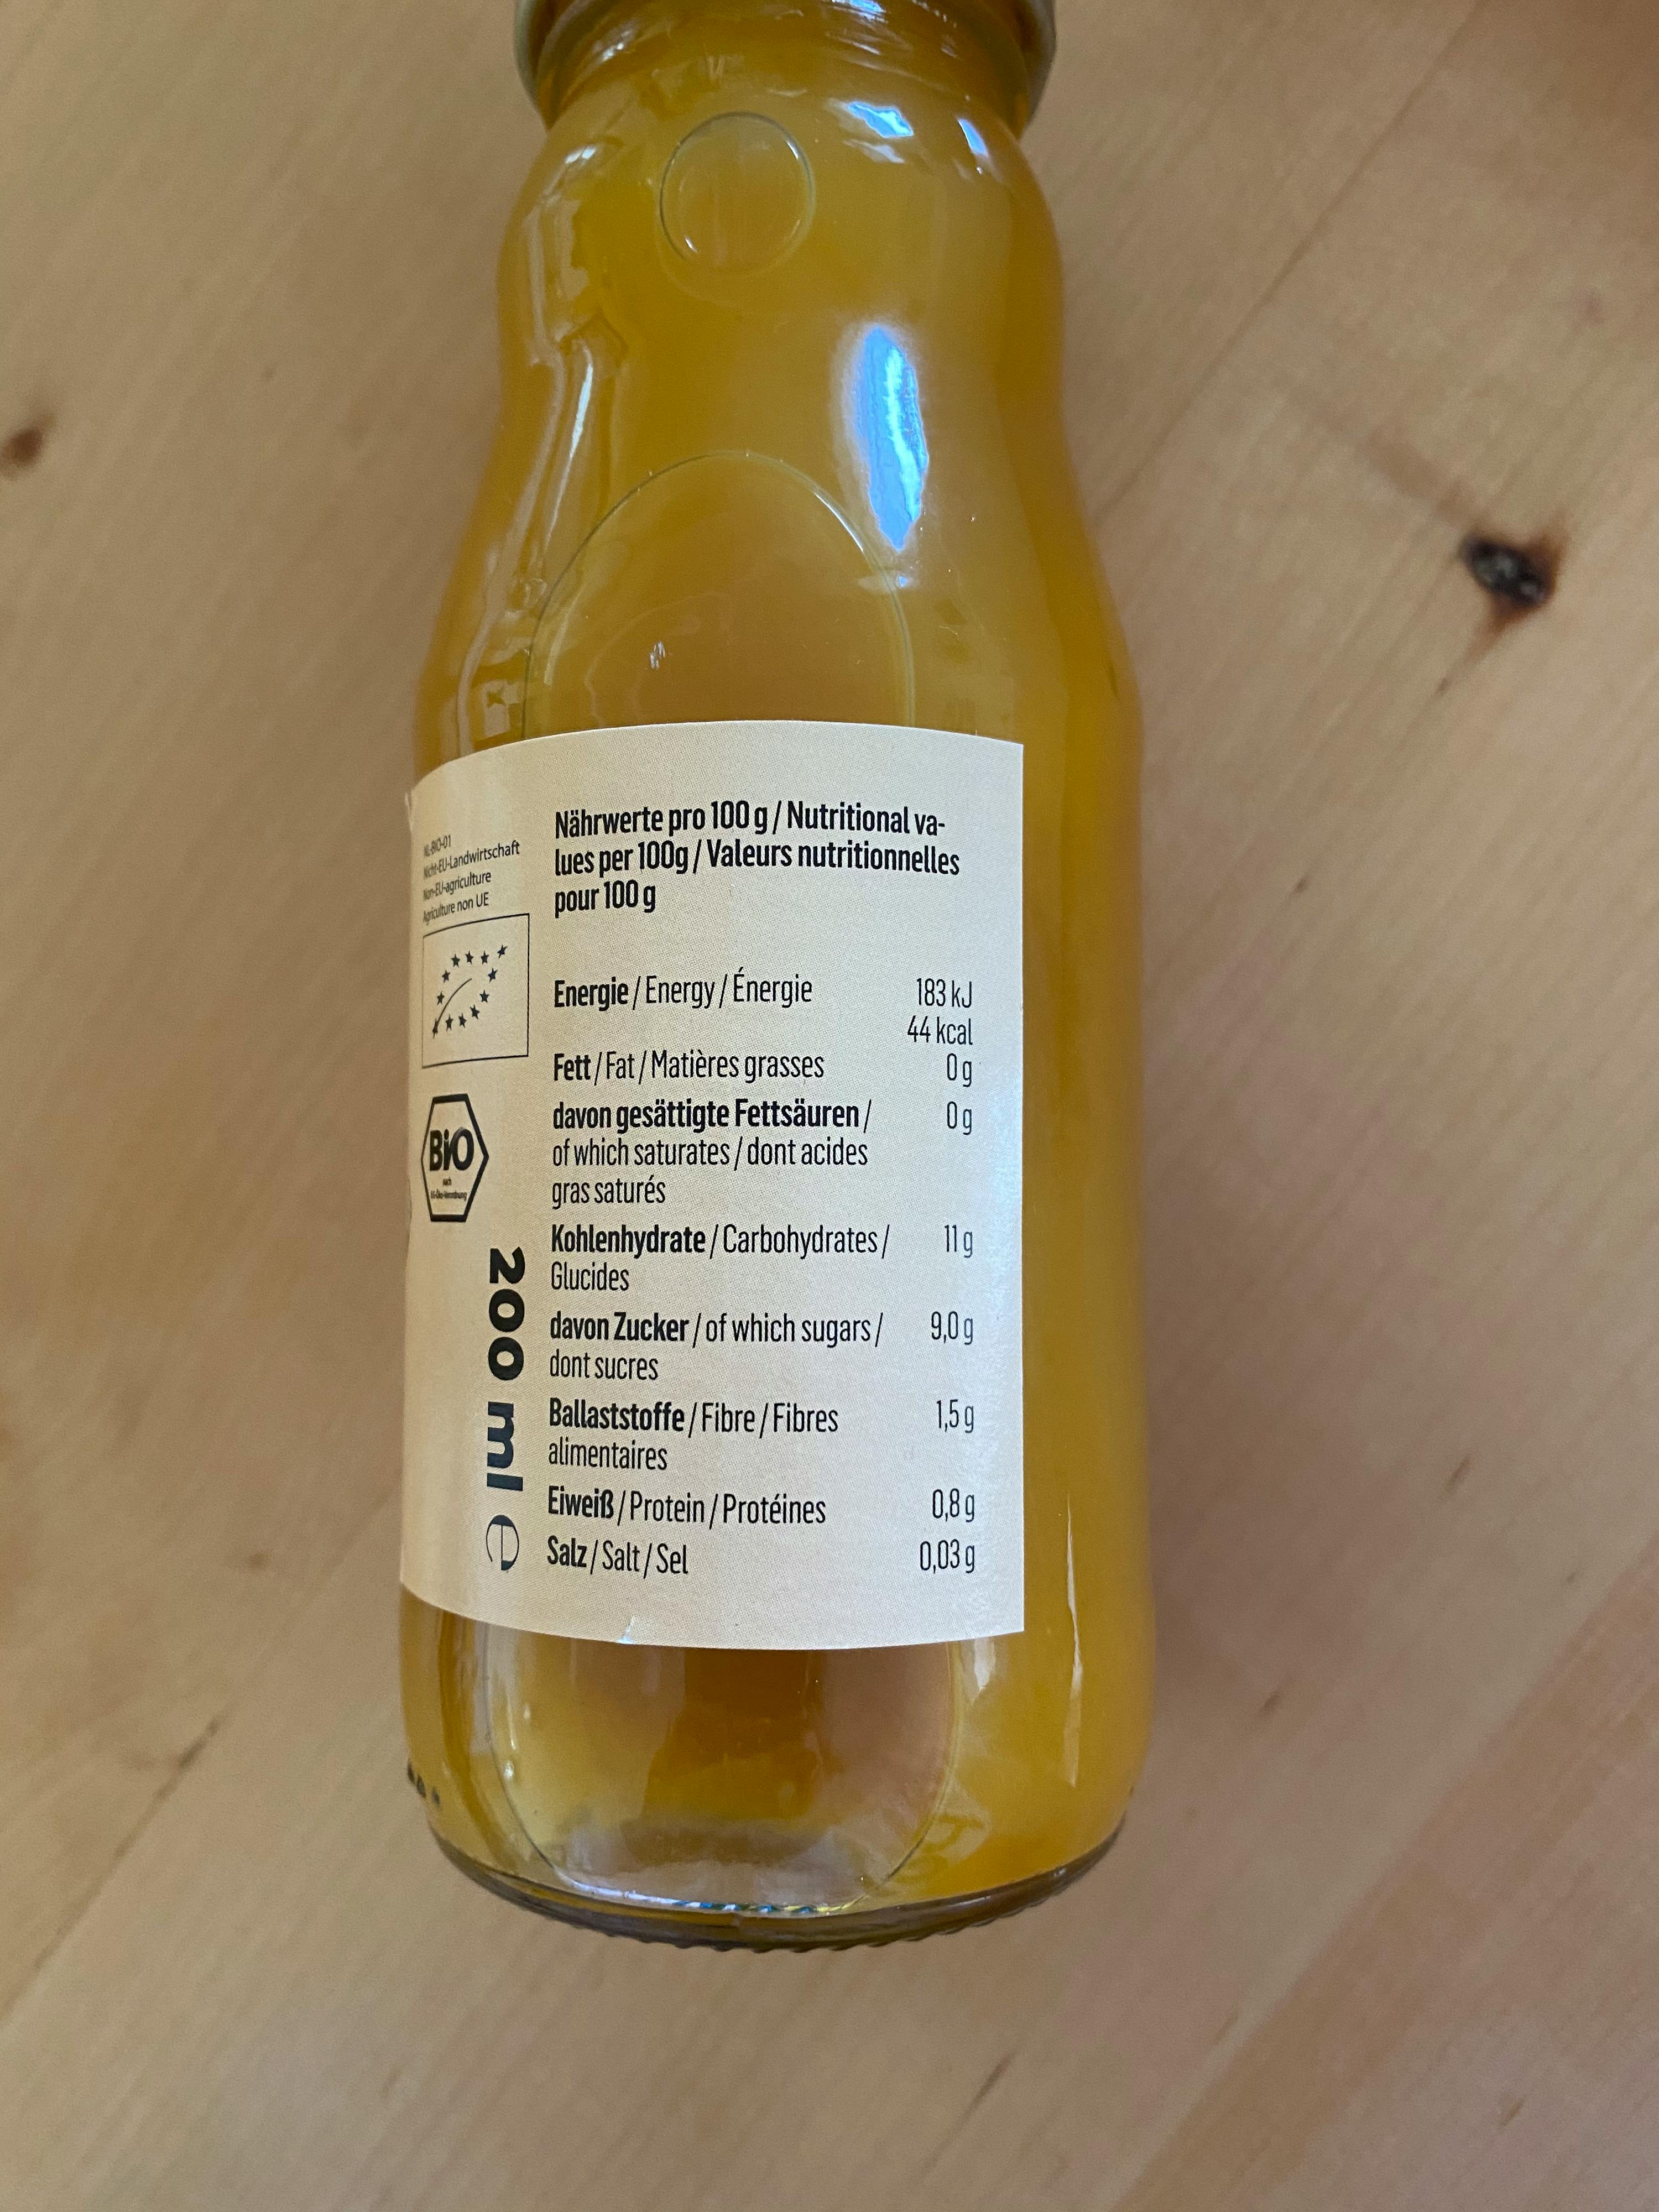 NL-BIO-01
Nicht-EU-Landwirtschaft
Non-EU-agriculture
Agriculture non UE
BiO
nach
EG-Öko-Verordnung
200 ml e
Nährwerte pro 100 g / Nutritional va-
lues per 100g / Valeurs nutritionnelles
pour 100 g
Energie / Energy / Énergie 183 kJ
44 kcal
Fett / Fat / Matières grasses 0 g
davon gesättigte Fettsäuren / 0 g
of which saturates / dont acides
gras saturés
Kohlenhydrate / Carbohydrates / 11 g
Glucides
davon Zucker / of which sugars / 9,0 g
dont sucres
Ballaststoffe / Fibre / Fibres 1,5 g
alimentaires
Eiweiß / Protein / Protéines 0,8 g
Salz / Salt / Sel 0,03 g